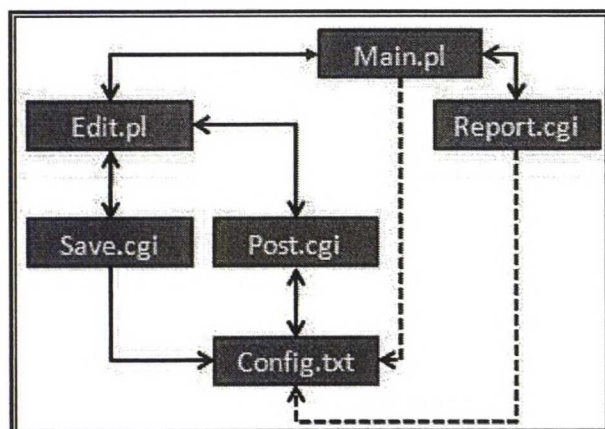 Main.pl
Edit.pl
Report.cgi
Save.cgi
Post.cgi
Config.txt